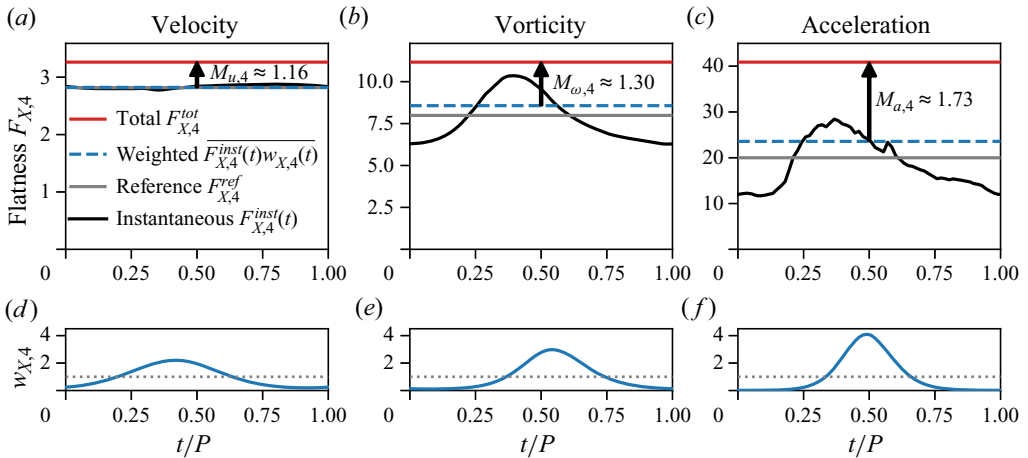 (a) Velocity
(b) Vorticity
(c) Acceleration
Flatness F_{X,4}
3
2
1
0
M_{u,4} ≈ 1.16
Total F^{tot}_{X,4}
Weighted \overline{F^{inst}_{X,4}(t)w_{X,4}(t)}
Reference F^{ref}_{X,4}
Instantaneous F^{inst}_{X,4}(t)
0.25 0.50 0.75 1.00
10.0
7.5
5.0
2.5
0
M_{ω,4} ≈ 1.30
0.25 0.50 0.75 1.00
40
30
20
10
0
M_{a,4} ≈ 1.73
0.25 0.50 0.75 1.00
(d)
w_{X,4}
4
2
0 0.25 0.50 0.75 1.00
t/P
(e)
4
2
0 0.25 0.50 0.75 1.00
t/P
(f)
4
2
0 0.25 0.50 0.75 1.00
t/P